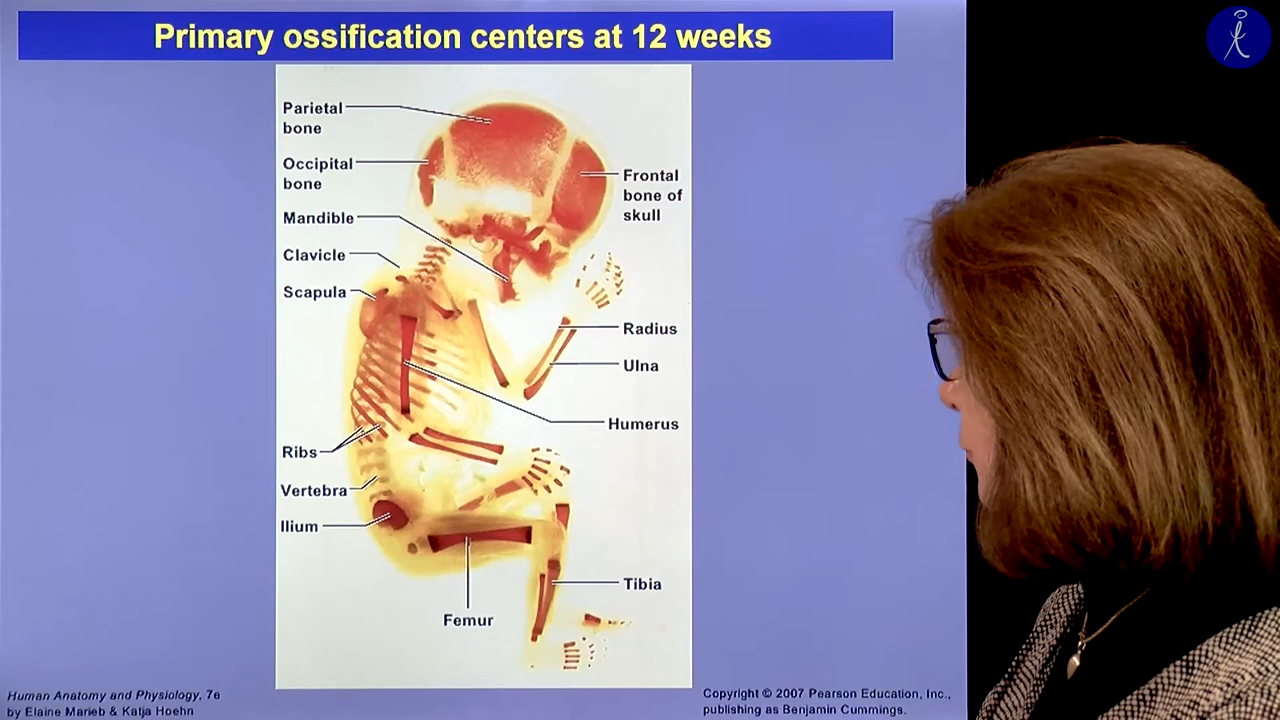 Primary ossification centers at 12 weeks
Parietal
bone
Occipital
bone
Mandible
Clavicle
Scapula
Ribs
Vertebra
Ilium
Femur
Frontal
bone of
skull
Radius
Ulna
Humerus
Tibia
Human Anatomy and Physiology, 7e
by Elaine Marieb & Katja Hoehn
Copyright © 2007 Pearson Education, Inc.,
publishing as Benjamin Cummings.